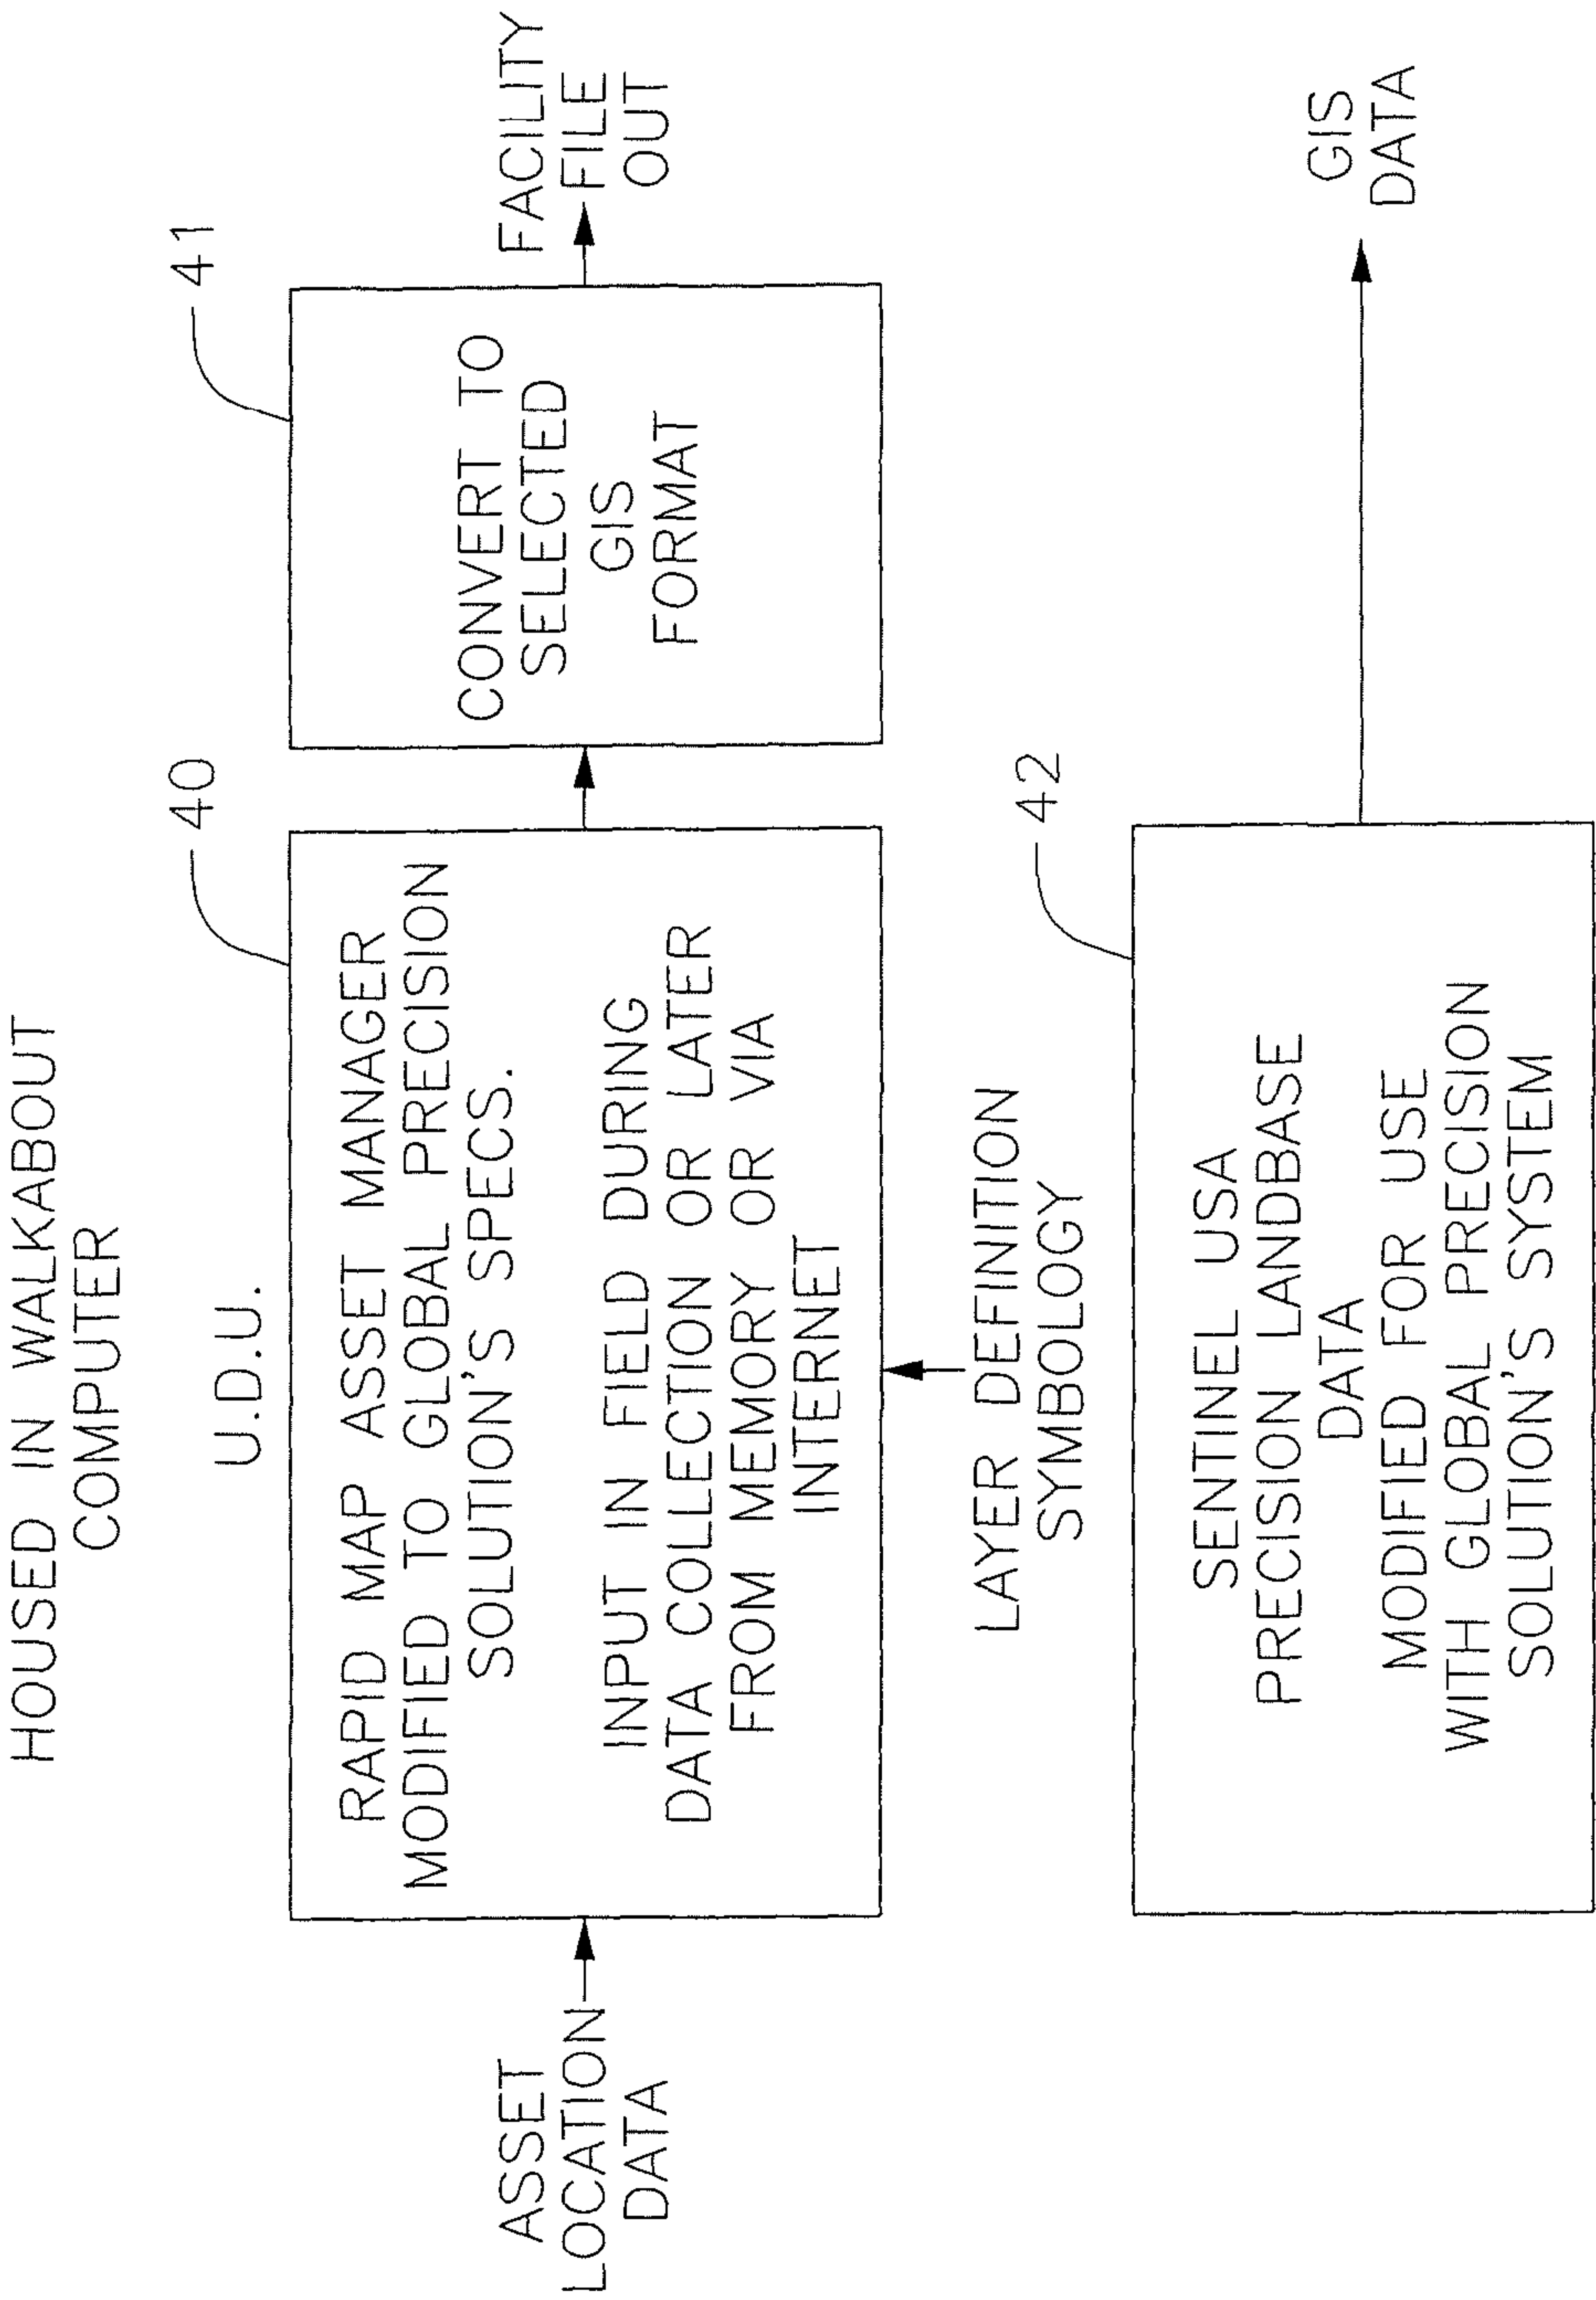 HOUSED IN WALKABOUT
COMPUTER
U.D.U.
40
41
RAPID MAP ASSET MANAGER
MODIFIED TO GLOBAL PRECISION
SOLUTION'S SPECS.
INPUT IN FIELD DURING
DATA COLLECTION OR LATER
FROM MEMORY OR VIA
INTERNET
CONVERT TO
SELECTED
GIS
FORMAT
ASSET
LOCATION
DATA
FACILITY
FILE
OUT
LAYER DEFINITION
SYMBOLOGY
42
SENTINEL USA
PRECISION LANDBASE
DATA
MODIFIED FOR USE
WITH GLOBAL PRECISION
SOLUTION'S SYSTEM
GIS
DATA